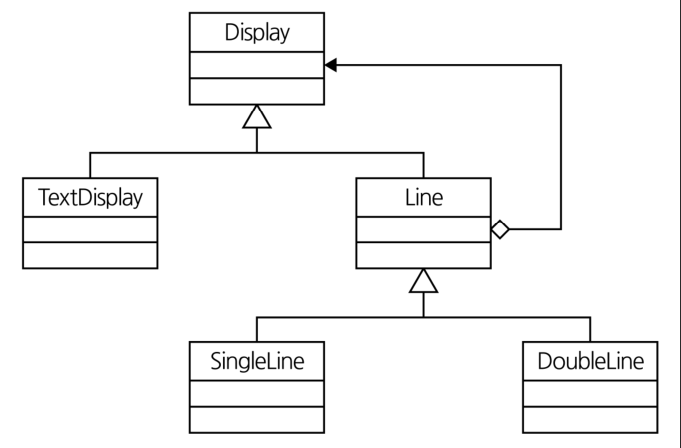 Display
TextDisplay
Line
SingleLine
DoubleLine